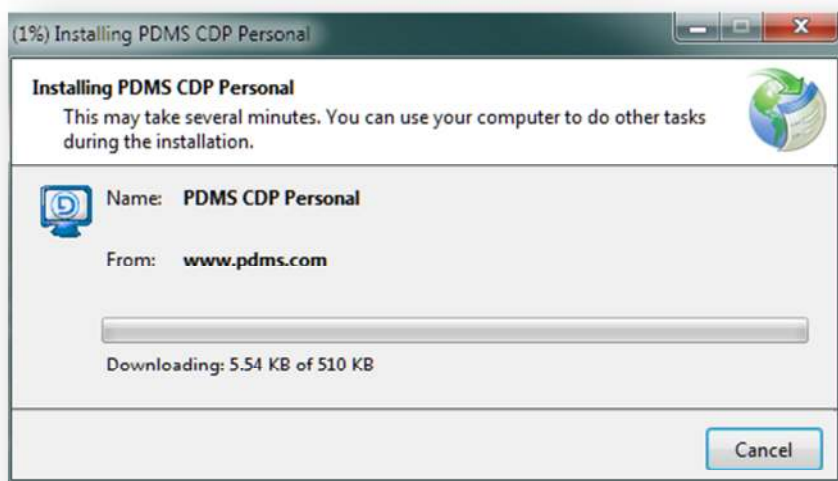 (1%) Installing PDMS CDP Personal
Installing PDMS CDP Personal
This may take several minutes. You can use your computer to do other tasks
during the installation.
Name: PDMS CDP Personal
From: www.pdms.com
Downloading: 5.54 KB of 510 KB
Cancel